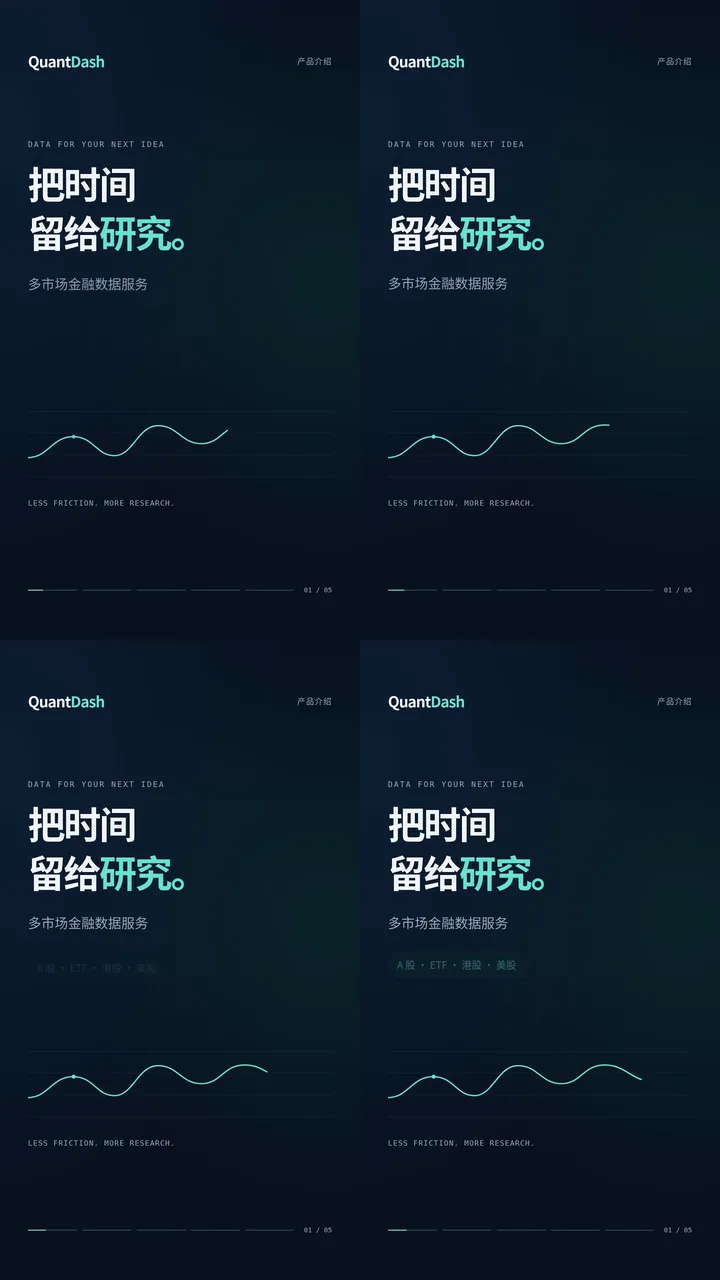 QuantDash
产品介绍
DATA FOR YOUR NEXT IDEA
把时间
留给研究。
多市场金融数据服务
LESS FRICTION. MORE RESEARCH.
01 / 05
QuantDash
产品介绍
DATA FOR YOUR NEXT IDEA
把时间
留给研究。
多市场金融数据服务
LESS FRICTION. MORE RESEARCH.
01 / 05
QuantDash
产品介绍
DATA FOR YOUR NEXT IDEA
把时间
留给研究。
多市场金融数据服务
A股 · ETF · 港股 · 美股
LESS FRICTION. MORE RESEARCH.
01 / 05
QuantDash
产品介绍
DATA FOR YOUR NEXT IDEA
把时间
留给研究。
多市场金融数据服务
A股 · ETF · 港股 · 美股
LESS FRICTION. MORE RESEARCH.
01 / 05